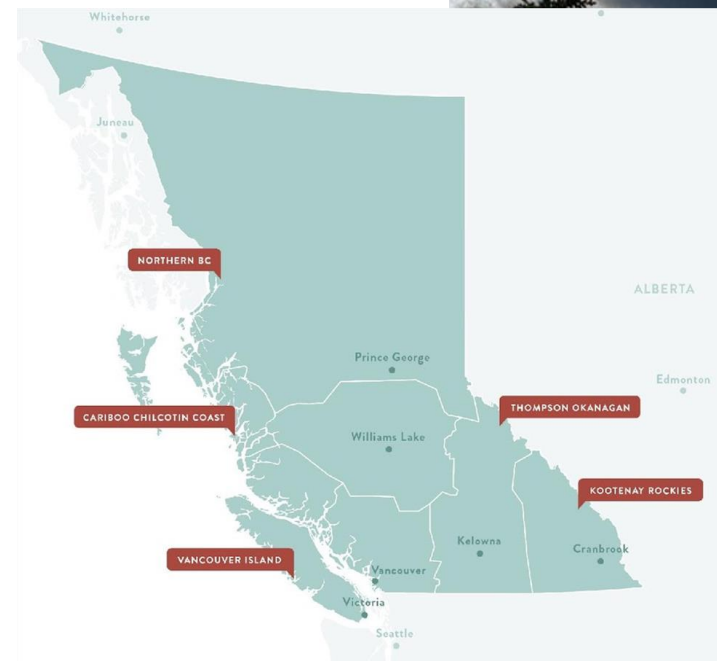 Whitehorse
Juneau
NORTHERN BC
ALBERTA
Prince George
Edmonton
THOMPSON OKANAGAN
CARIBOO CHILCOTIN COAST
Williams Lake
KOOTENAY ROCKIES
Kelowna
Cranbrook
VANCOUVER ISLAND
Vancouver
Victoria
Seattle